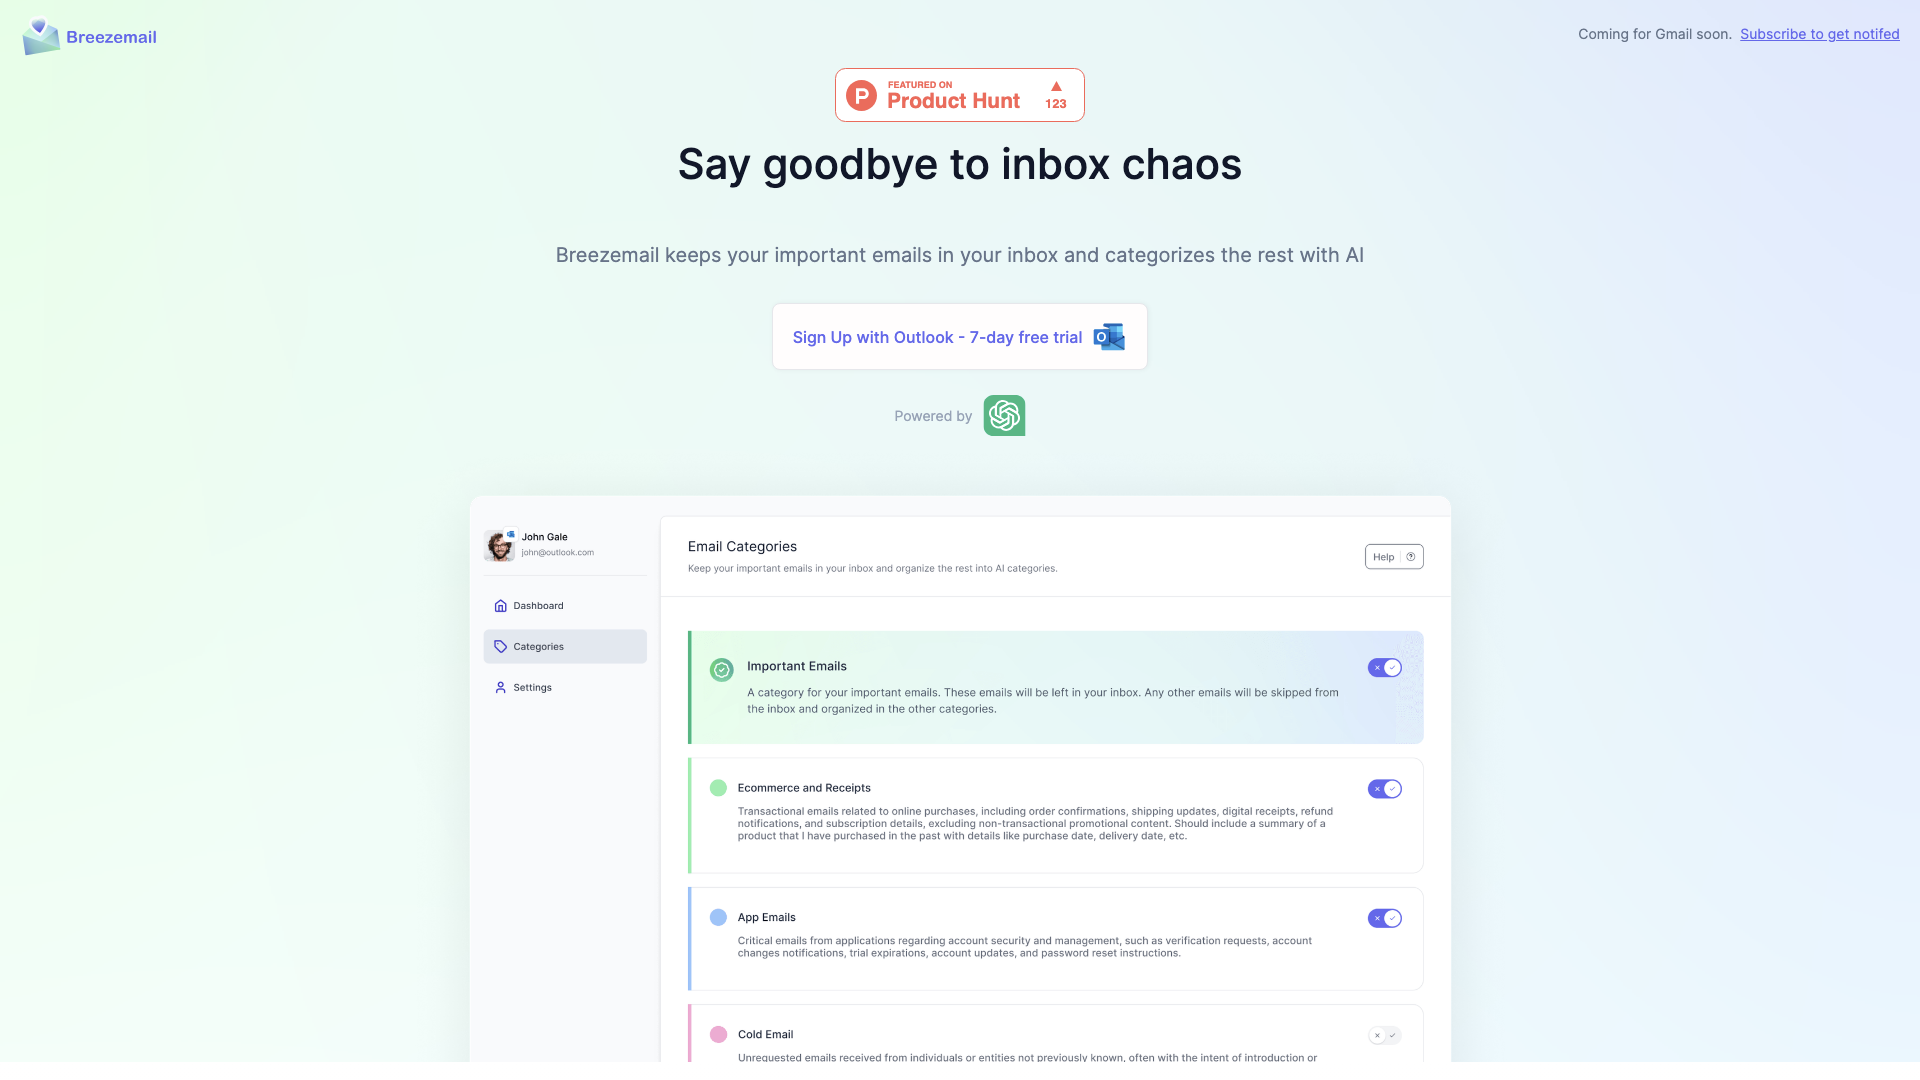 Breezemail
Coming for Gmail soon. Subscribe to get notifed
FEATURED ON
Product Hunt
123
Say goodbye to inbox chaos
Breezemail keeps your important emails in your inbox and categorizes the rest with AI
Sign Up with Outlook - 7-day free trial
Powered by
John Gale
john@outlook.com
Dashboard
Categories
Settings
Email Categories
Keep your important emails in your inbox and organize the rest into AI categories.
Help
Important Emails
A category for your important emails. These emails will be left in your inbox. Any other emails will be skipped from
the inbox and organized in the other categories.
Ecommerce and Receipts
Transactional emails related to online purchases, including order confirmations, shipping updates, digital receipts, refund
notifications, and subscription details, excluding non-transactional promotional content. Should include a summary of a
product that I have purchased in the past with details like purchase date, delivery date, etc.
App Emails
Critical emails from applications regarding account security and management, such as verification requests, account
changes notifications, trial expirations, account updates, and password reset instructions.
Cold Email
Unrequested emails received from individuals or entities not previously known, often with the intent of introduction or